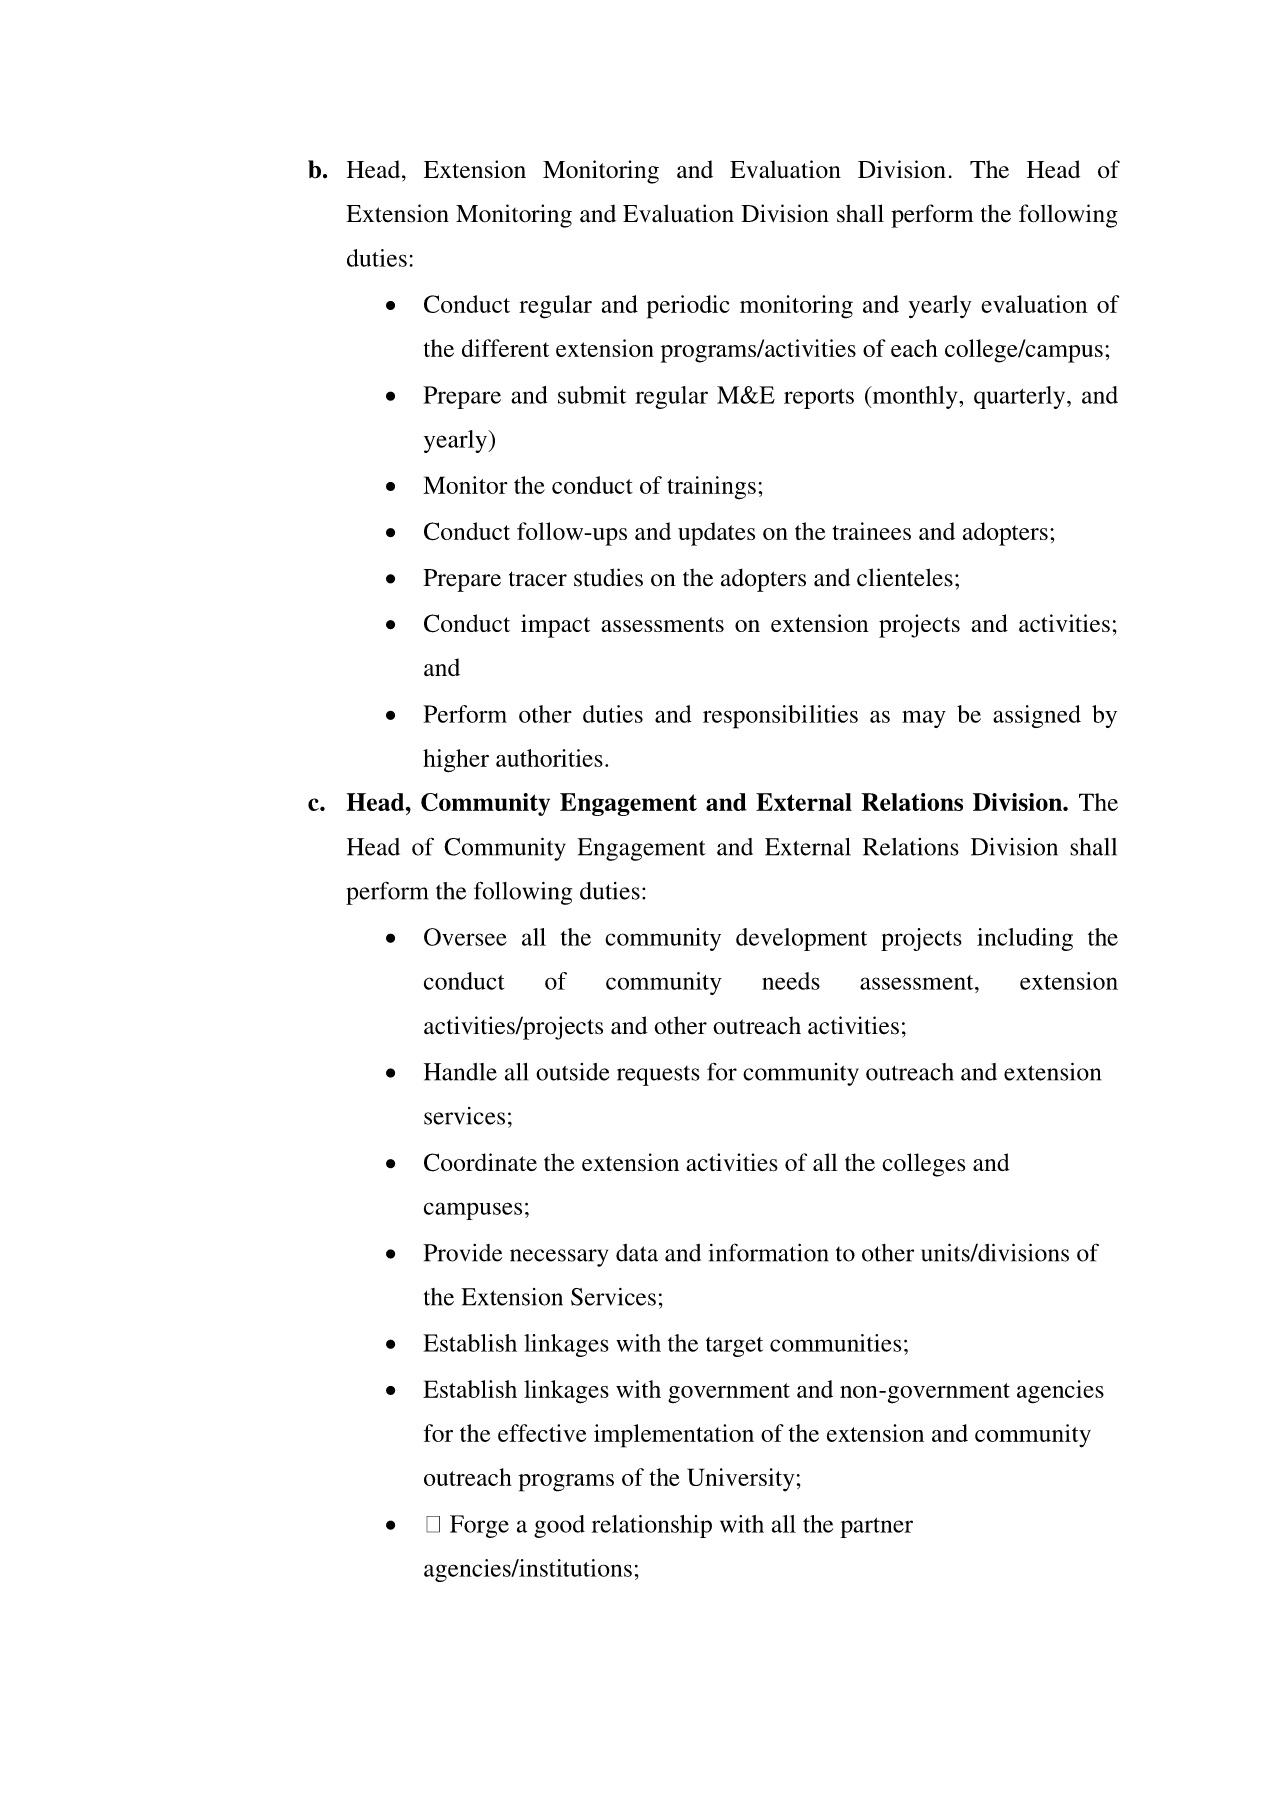 b. Head, Extension Monitoring and Evaluation Division. The Head of
Extension Monitoring and Evaluation Division shall perform the following
duties:
• Conduct regular and periodic monitoring and yearly evaluation of
the different extension programs/activities of each college/campus;
• Prepare and submit regular M&E reports (monthly, quarterly, and
yearly)
• Monitor the conduct of trainings;
• Conduct follow-ups and updates on the trainees and adopters;
• Prepare tracer studies on the adopters and clienteles;
• Conduct impact assessments on extension projects and activities;
and
• Perform other duties and responsibilities as may be assigned by
higher authorities.
c. Head, Community Engagement and External Relations Division. The
Head of Community Engagement and External Relations Division shall
perform the following duties:
• Oversee all the community development projects including the
conduct of community needs assessment, extension
activities/projects and other outreach activities;
• Handle all outside requests for community outreach and extension
services;
• Coordinate the extension activities of all the colleges and
campuses;
• Provide necessary data and information to other units/divisions of
the Extension Services;
• Establish linkages with the target communities;
• Establish linkages with government and non-government agencies
for the effective implementation of the extension and community
outreach programs of the University;
• □ Forge a good relationship with all the partner
agencies/institutions;